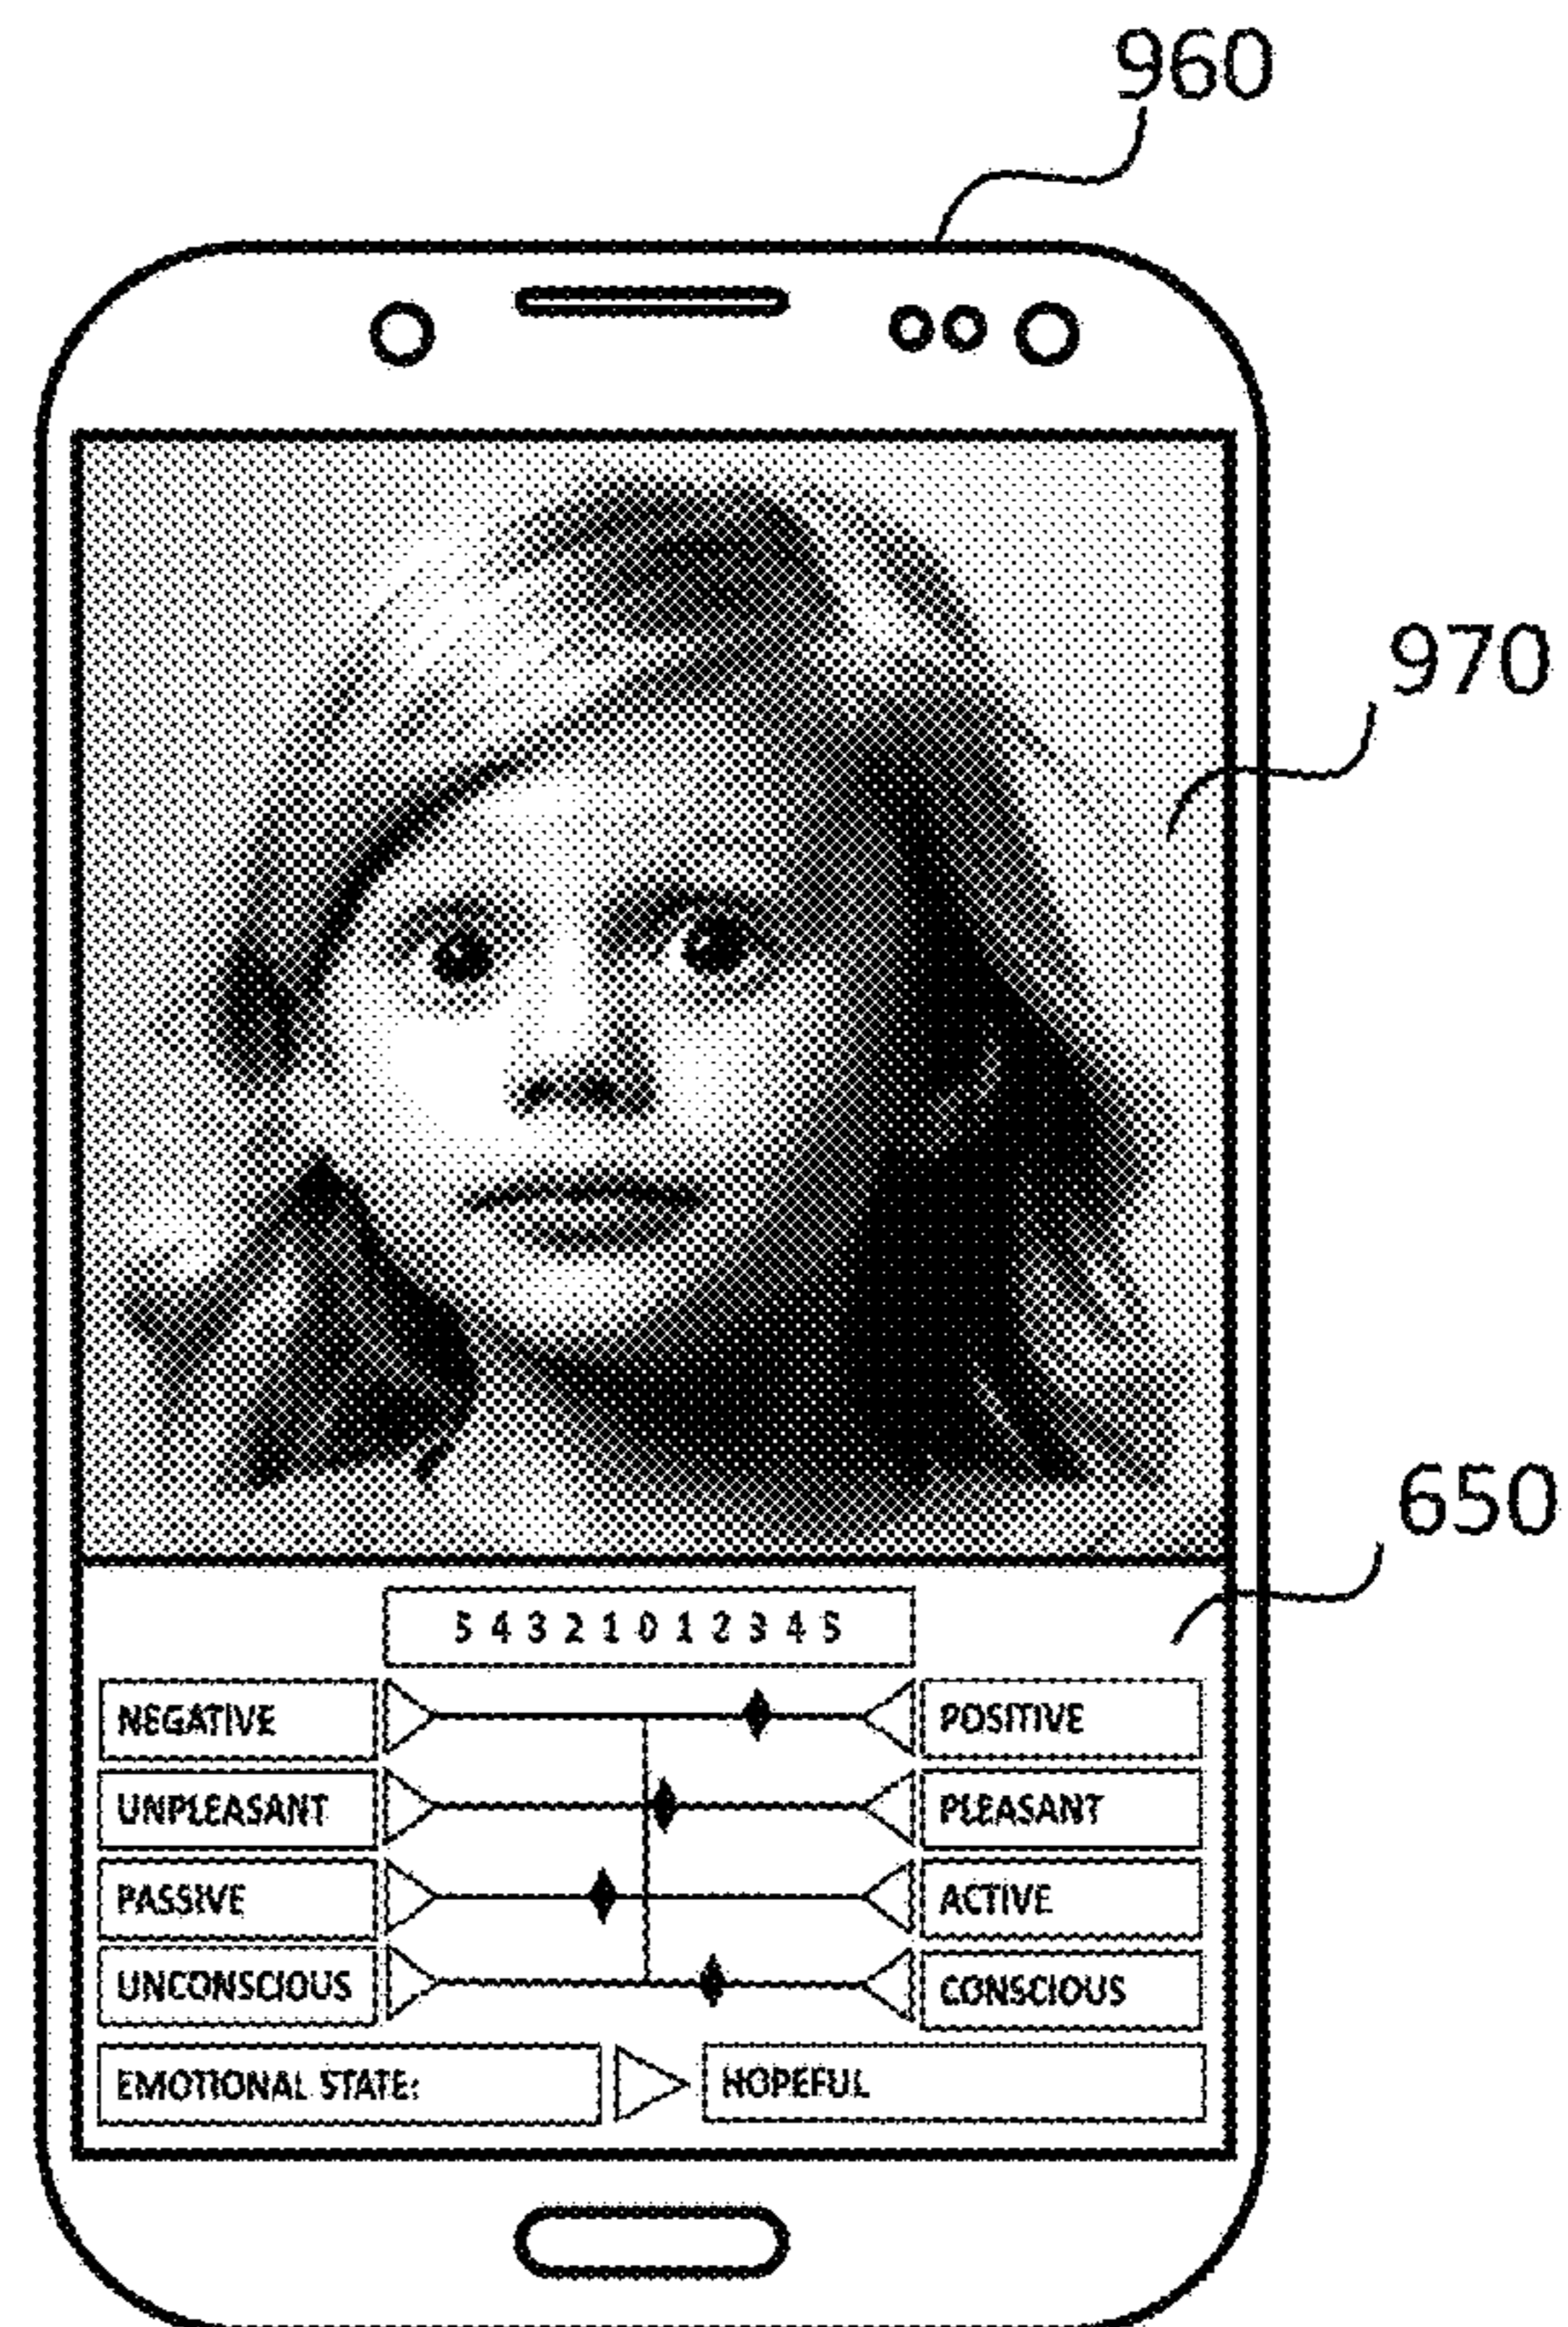 960
970
650
5 4 3 2 1 0 1 2 3 4 5
NEGATIVE POSITIVE
UNPLEASANT PLEASANT
PASSIVE ACTIVE
UNCONSCIOUS CONSCIOUS
EMOTIONAL STATE: HOPEFUL